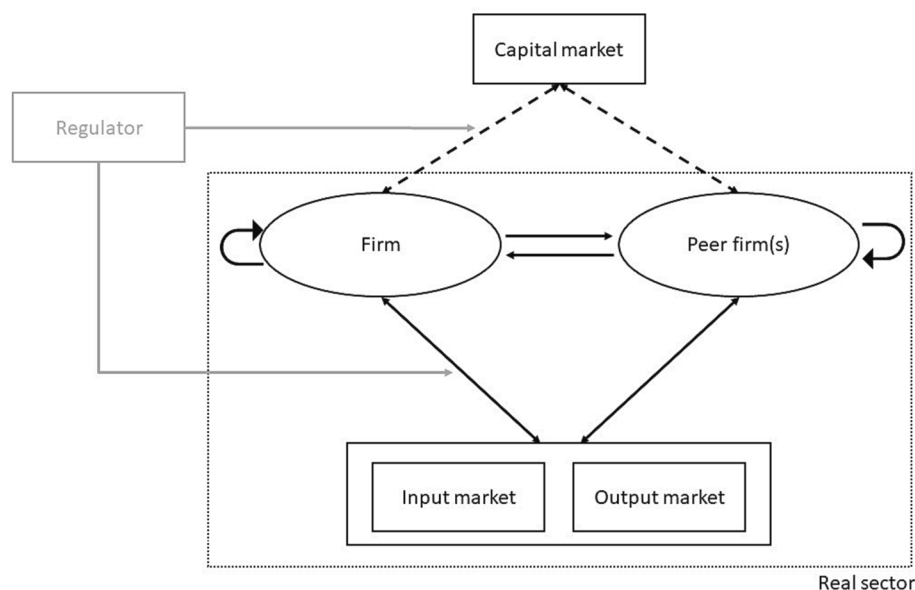 Capital market
Regulator
Firm
Peer firm(s)
Input market
Output market
Real sector